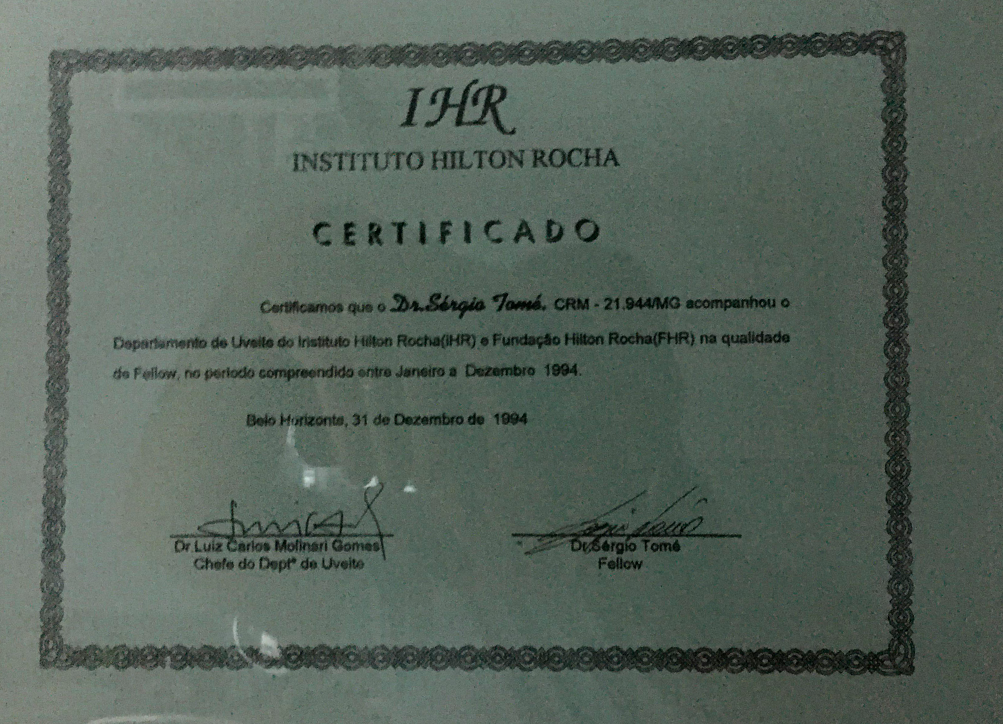 IHR
INSTITUTO HILTON ROCHA
CERTIFICADO
Certificamos que o Dr. Sérgio Tomé. CRM - 21.944/MG acompanhou o
Departamento de Uveite do Instituto Hilton Rocha(IHR) e Fundação Hilton Rocha(FHR) na qualidade
de Fellow, no período compreendido entre Janeiro a Dezembro 1994.
Belo Horizonte, 31 de Dezembro de 1994
Dr.Luiz Carlos Molinari Gomes
Chefe do Deptº de Uveite
Dr.Sérgio Tomé
Fellow